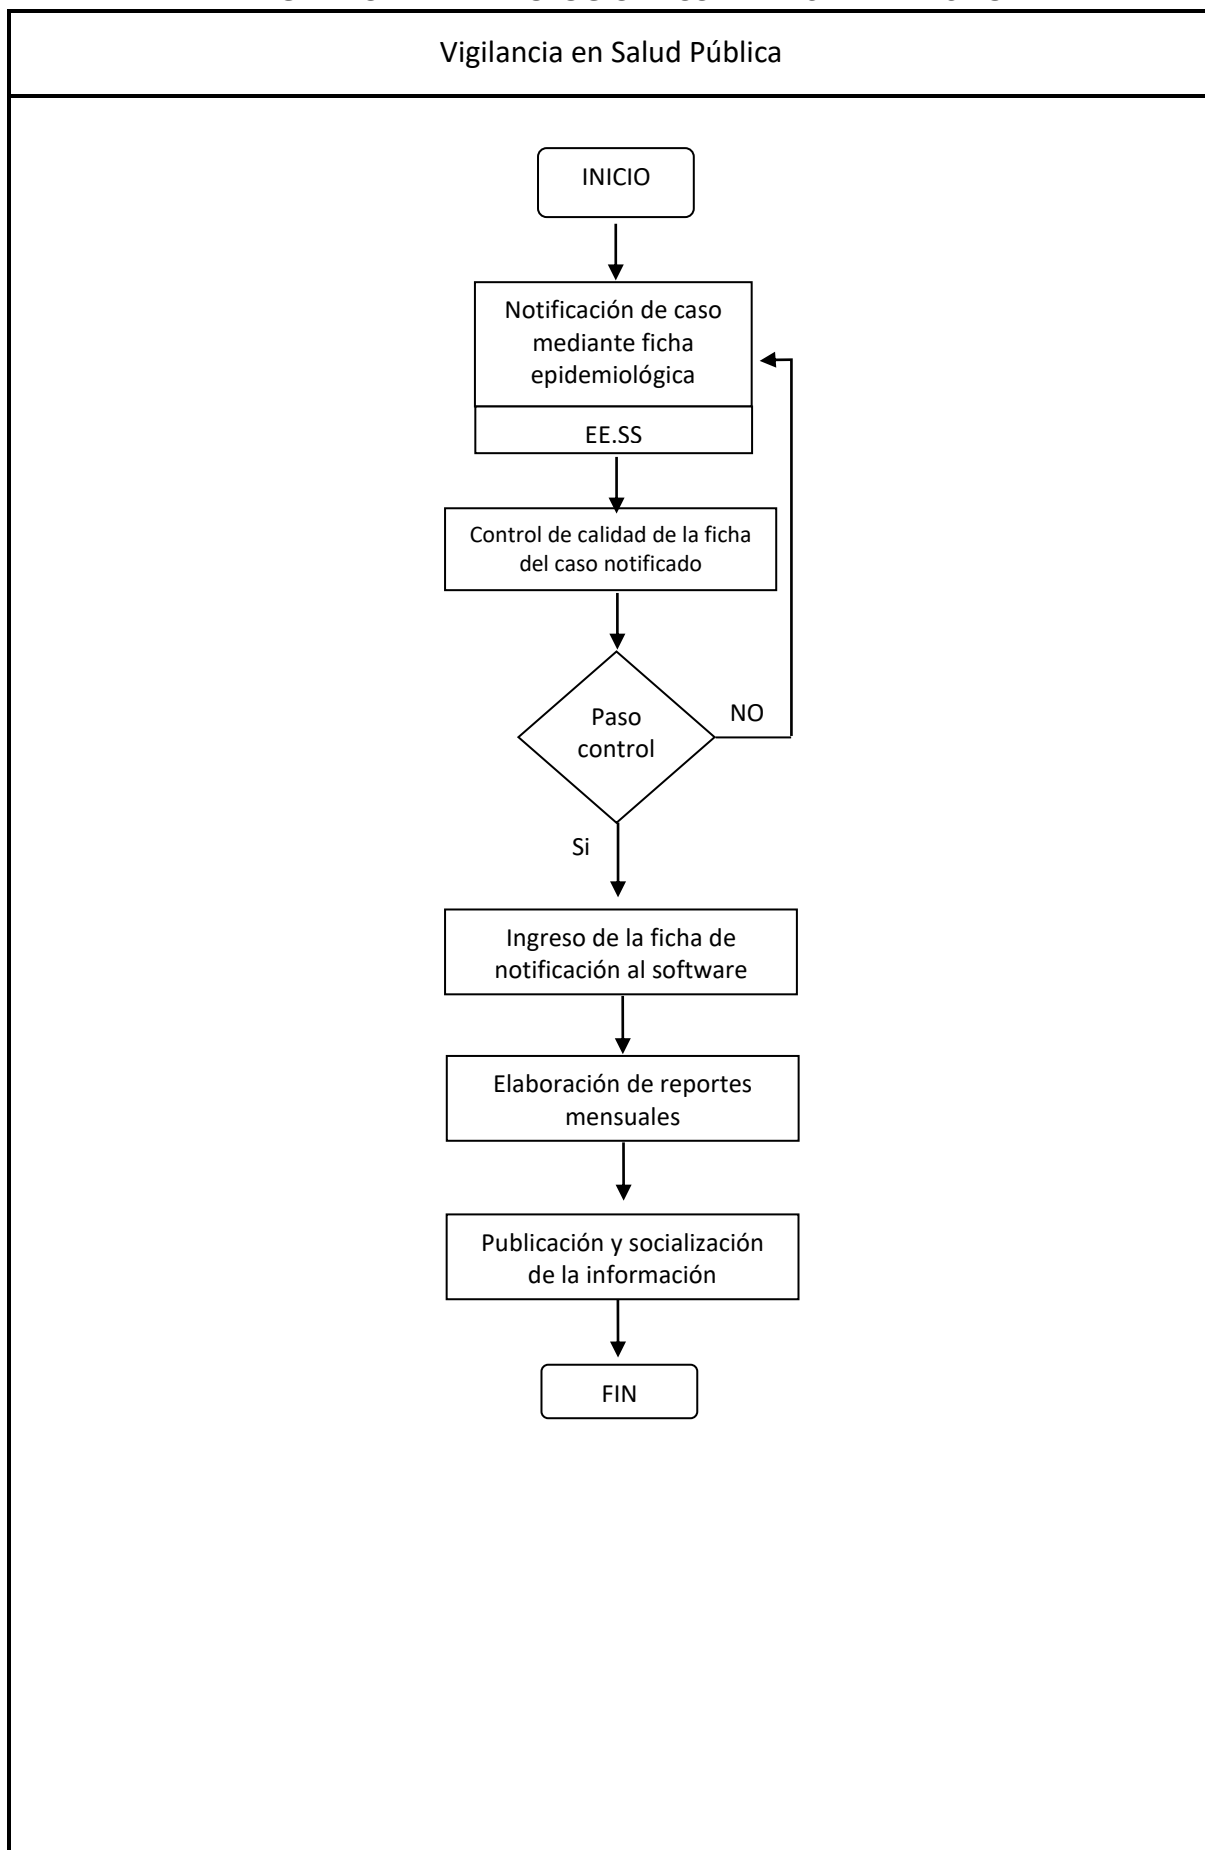 Vigilancia en Salud Pública
INICIO
Notificación de caso
mediante ficha
epidemiológica
EE.SS
Control de calidad de la ficha
del caso notificado
Paso
control
NO
Si
Ingreso de la ficha de
notificación al software
Elaboración de reportes
mensuales
Publicación y socialización
de la información
FIN